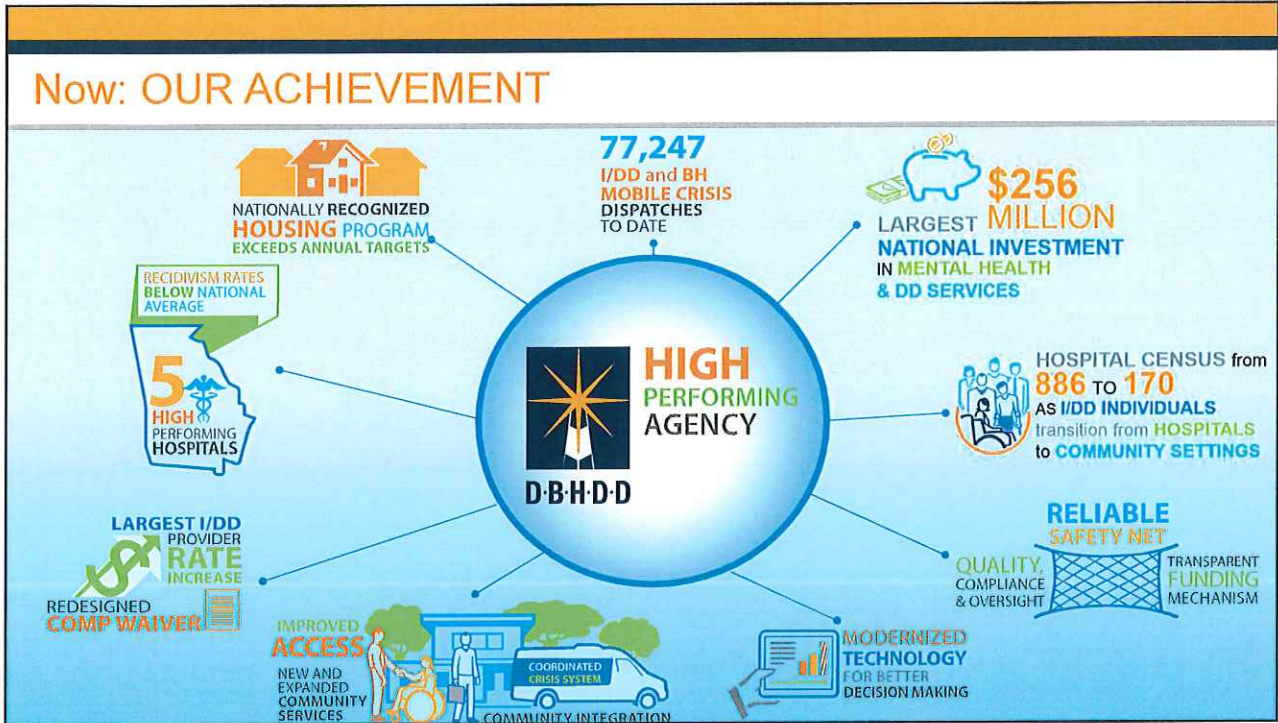 Now: OUR ACHIEVEMENT
NATIONALLY RECOGNIZED
HOUSING PROGRAM
EXCEEDS ANNUAL TARGETS
77,247
I/DD and BH
MOBILE CRISIS
DISPATCHES
TO DATE
$256
LARGEST MILLION
NATIONAL INVESTMENT
IN MENTAL HEALTH
& DD SERVICES
RECIDIVISM RATES
BELOW NATIONAL
AVERAGE
5
HIGH
PERFORMING
HOSPITALS
HIGH
PERFORMING
AGENCY
D·B·H·D·D
HOSPITAL CENSUS from
886 TO 170
AS I/DD INDIVIDUALS
transition from HOSPITALS
to COMMUNITY SETTINGS
LARGEST I/DD
PROVIDER
RATE
INCREASE
REDESIGNED
COMP WAIVER
IMPROVED
ACCESS
NEW AND
EXPANDED
COMMUNITY
SERVICES
COORDINATED
CRISIS SYSTEM
COMMUNITY INTEGRATION
MODERNIZED
TECHNOLOGY
FOR BETTER
DECISION MAKING
RELIABLE
SAFETY NET
QUALITY,
COMPLIANCE
& OVERSIGHT
TRANSPARENT
FUNDING
MECHANISM